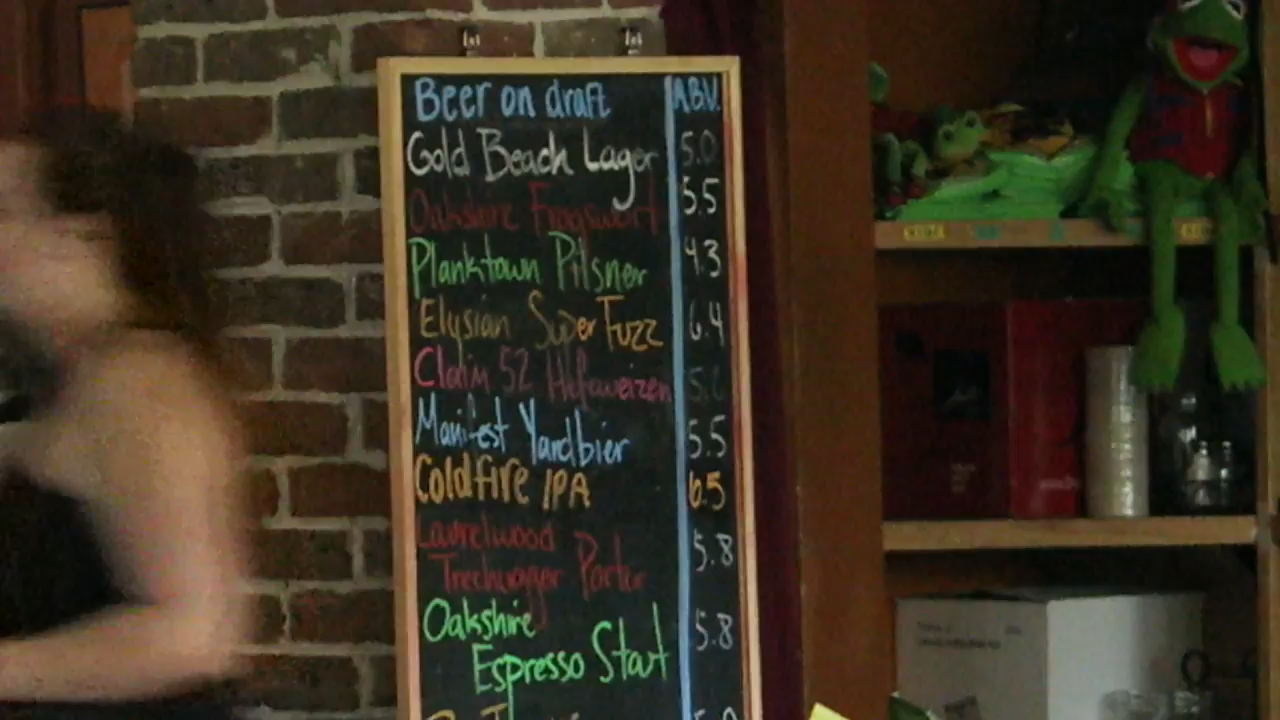 Beer on draft ABV.
Gold Beach Lager 5.0
Oakshire Frogswort 5.5
Planktown Pilsner 4.3
Elysian Super Fuzz 6.4
Claim 52 Hefeweizen
Manifest Yardbier 5.5
Coldfire IPA 6.5
Laurelwood
Treehugger Porter 5.8
Oakshire
Espresso Stout 5.8